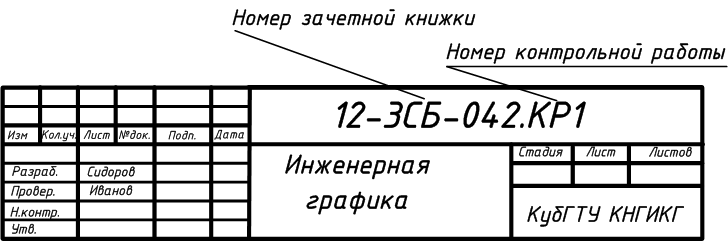 Номер зачетной книжки
Номер контрольной работы
12-ЗСБ-042.КР1
Изм Кол.уч. Лист №док. Подп. Дата
Инженерная
графика
Стадия Лист Листов
Разраб. Сидоров
Провер. Иванов
Н.контр.
Утв.
КубГТУ КНГИКГ